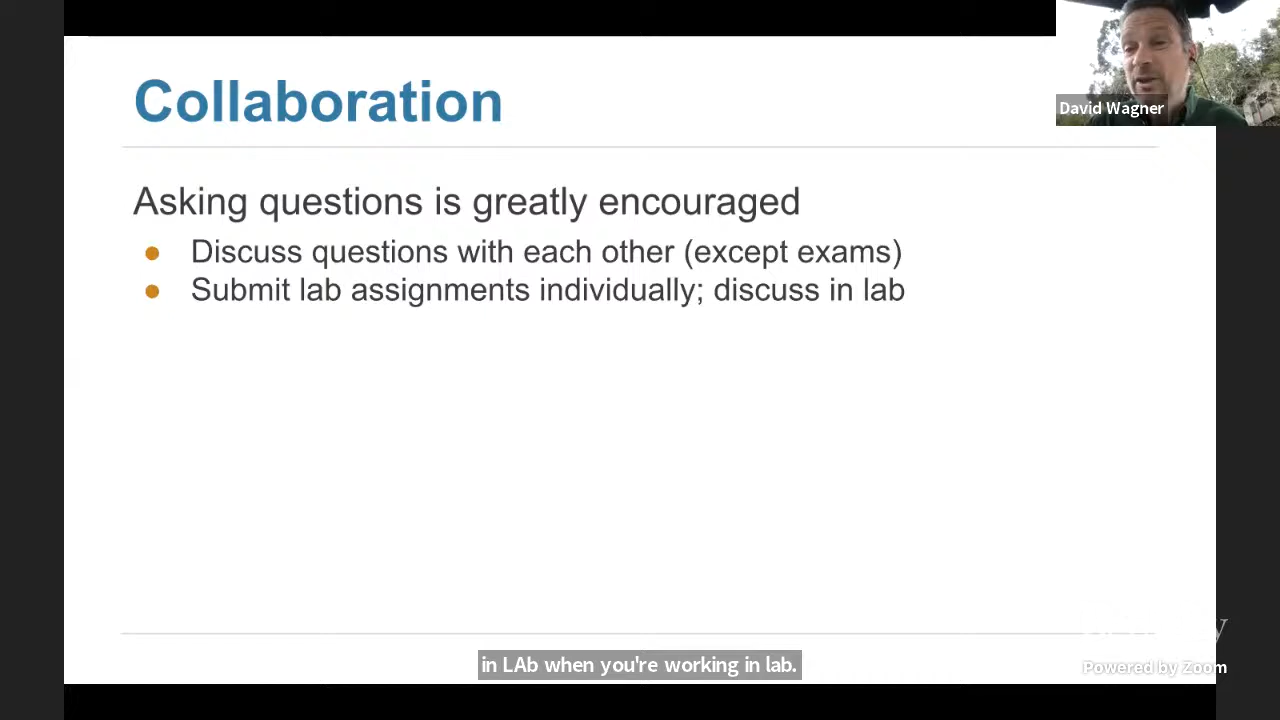 Collaboration
David Wagner
Asking questions is greatly encouraged
● Discuss questions with each other (except exams)
● Submit lab assignments individually; discuss in lab
in LAb when you're working in lab.
Powered by Zoom